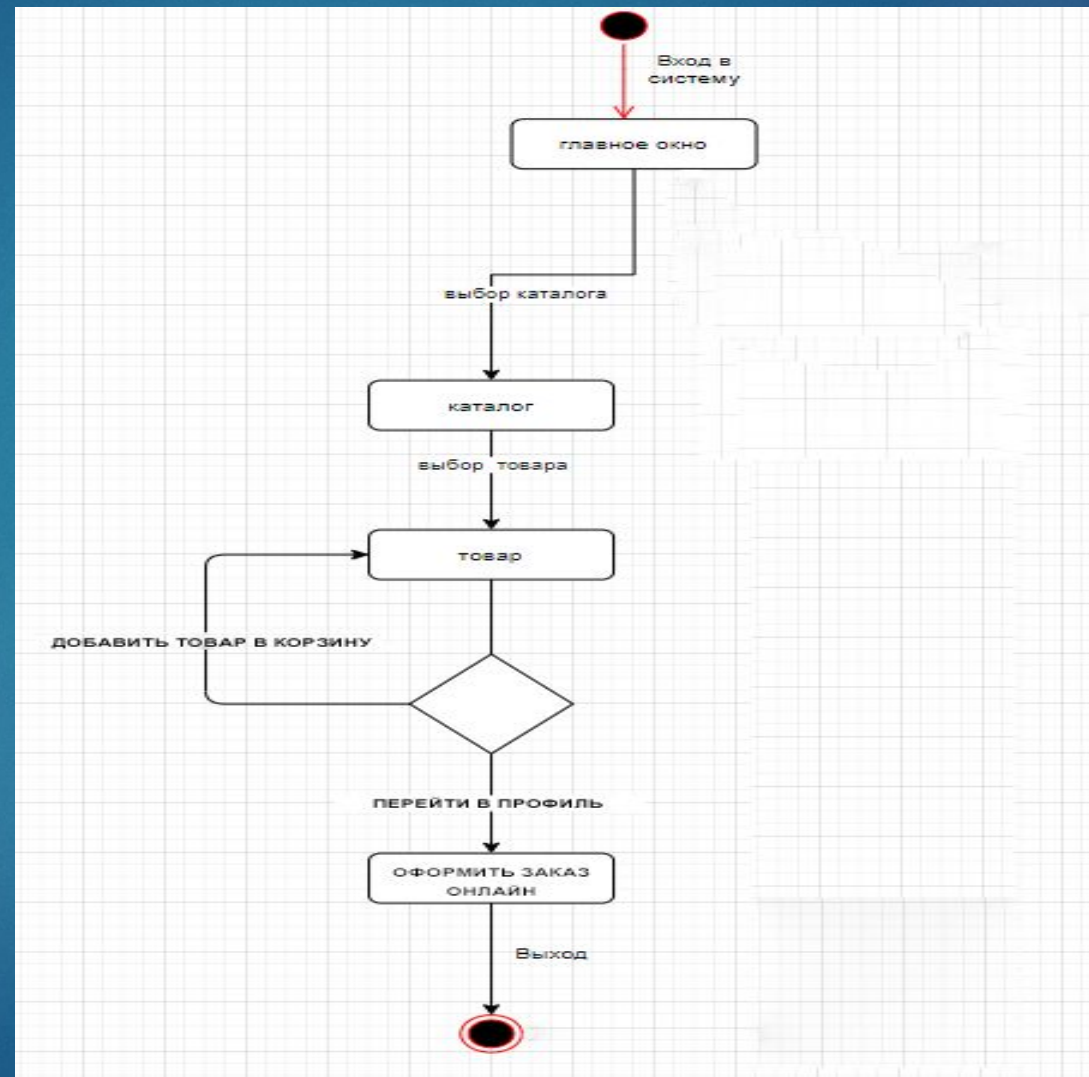 Вход в
систему
главное окно
выбор каталога
каталог
выбор товара
товар
ДОБАВИТЬ ТОВАР В КОРЗИНУ
ПЕРЕЙТИ В ПРОФИЛЬ
ОФОРМИТЬ ЗАКАЗ
ОНЛАЙН
Выход